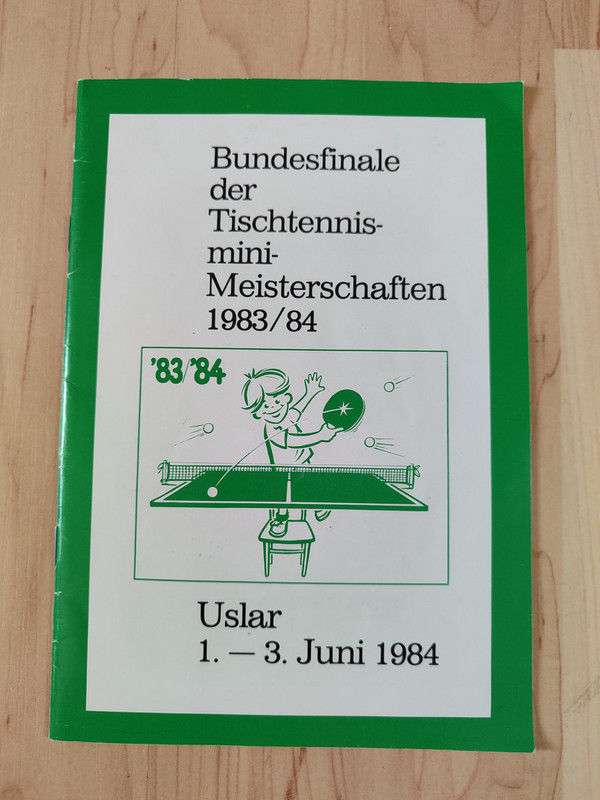 Bundesfinale
der
Tischtennis-
mini-
Meisterschaften
1983/84
'83/'84
Uslar
1. — 3. Juni 1984